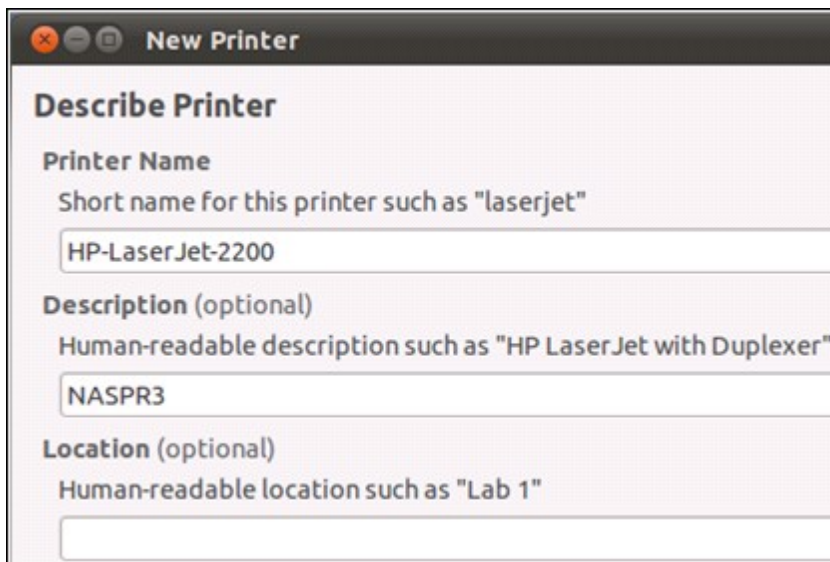 New Printer
Describe Printer
Printer Name
Short name for this printer such as "laserjet"
HP-LaserJet-2200
Description (optional)
Human-readable description such as "HP LaserJet with Duplexer"
NASPR3
Location (optional)
Human-readable location such as "Lab 1"